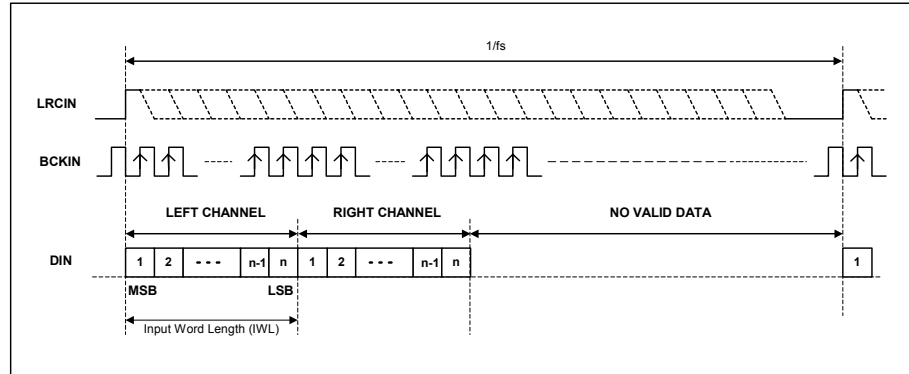 1/fs
LRCIN
BCKIN
LEFT CHANNEL RIGHT CHANNEL NO VALID DATA
DIN 1 2 - - - n-1 n 1 2 - - - n-1 n 1
MSB LSB
Input Word Length (IWL)